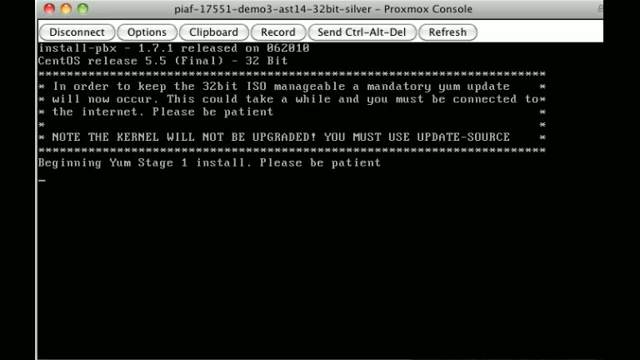 piaf-17551-demo3-ast14-32bit-silver - Proxmox Console
Disconnect Options Clipboard Record Send Ctrl-Alt-Del Refresh
install-pbx - 1.7.1 released on 062010
CentOS release 5.5 (Final) - 32 Bit
******************************************************************************
* In order to keep the 32bit ISO manageable a mandatory yum update *
* will now occur. This could take a while and you must be connected to*
* the internet. Please be patient *
* *
* NOTE THE KERNEL WILL NOT BE UPGRADED! YOU MUST USE UPDATE-SOURCE *
******************************************************************************
Beginning Yum Stage 1 install. Please be patient
_